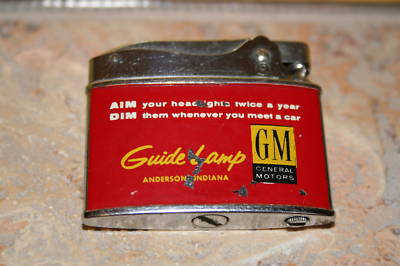 AIM your headlights twice a year
DIM them whenever you meet a car
Guide Lamp
ANDERSON, INDIANA
GM
GENERAL
MOTORS